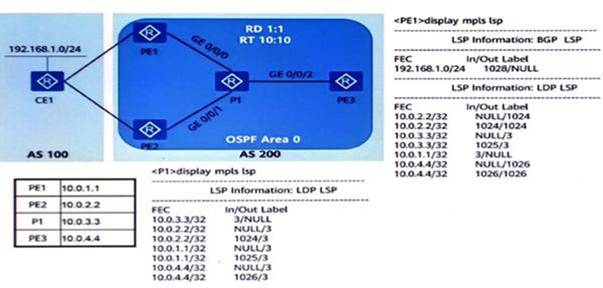 192.168.1.0/24
CE1
AS 100
PE1
RD 1:1
RT 10:10
GE 0/0/0
P1
GE 0/0/2
PE3
GE 0/0/1
PE2
OSPF Area 0
AS 200
PE1 10.0.1.1
PE2 10.0.2.2
P1 10.0.3.3
PE3 10.0.4.4
<P1>display mpls lsp
LSP Information: LDP LSP
FEC In/Out Label
10.0.3.3/32 3/NULL
10.0.2.2/32 NULL/3
10.0.2.2/32 1024/3
10.0.1.1/32 NULL/3
10.0.1.1/32 1025/3
10.0.4.4/32 NULL/3
10.0.4.4/32 1026/3
<PE1>display mpls lsp
LSP Information: BGP LSP
FEC In/Out Label
192.168.1.0/24 1028/NULL
LSP Information: LDP LSP
FEC In/Out Label
10.0.2.2/32 NULL/1024
10.0.2.2/32 1024/1024
10.0.3.3/32 NULL/3
10.0.3.3/32 1025/3
10.0.1.1/32 3/NULL
10.0.4.4/32 NULL/1026
10.0.4.4/32 1026/1026